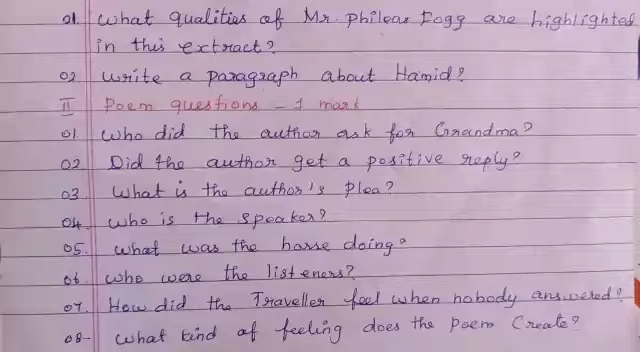 01. What qualities of Mr. Phileas Fogg are highlighted
in this extract?
02 Write a paragraph about Hamid?
II Poem questions - 1 mark
01 Who did the author ask for Grandma?
02 Did the author get a positive reply?
03. What is the author's plea?
04. Who is the speaker?
05. What was the horse doing?
06. Who were the listeners?
07. How did the Traveller feel when nobody answered?
08- What kind of feeling does the poem Create?